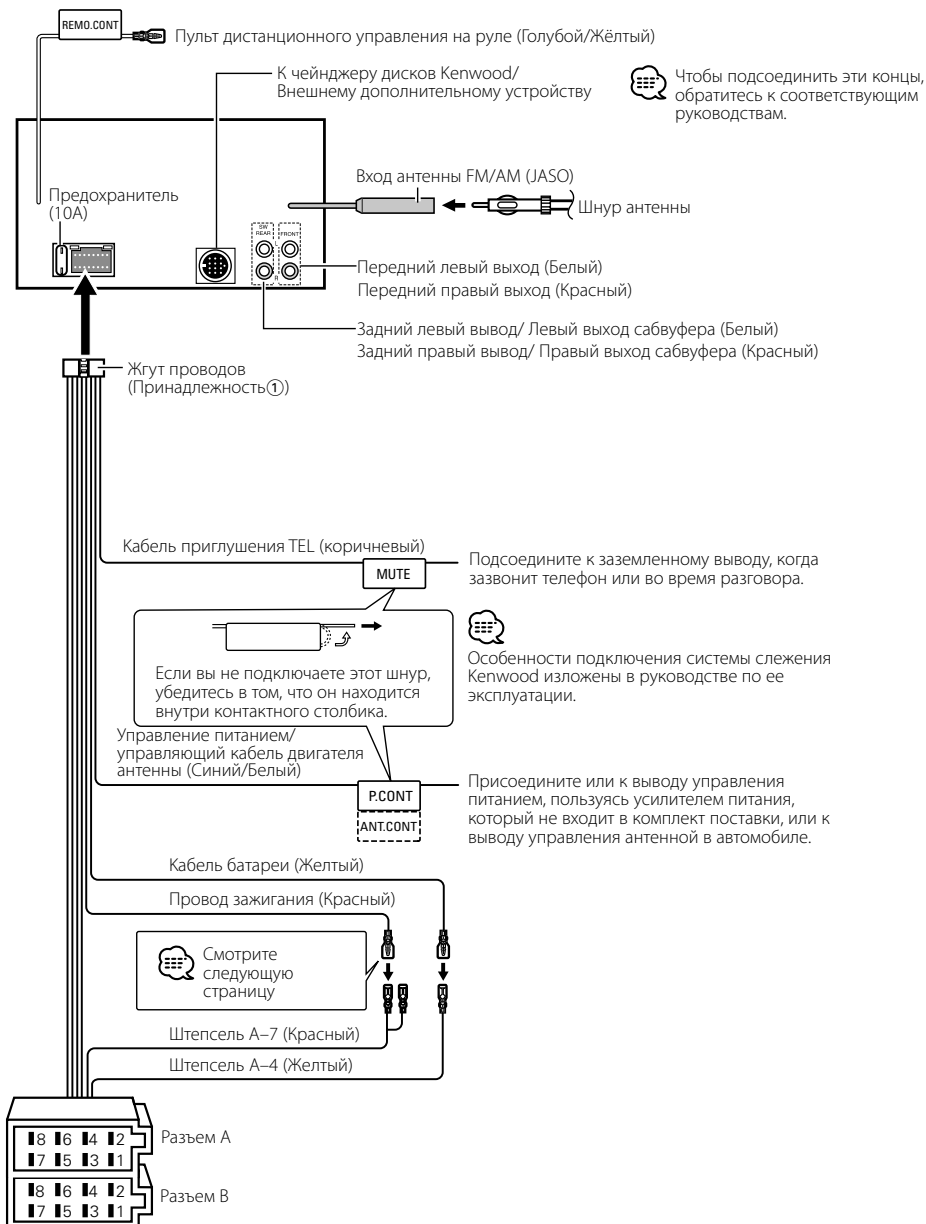 REMO.CONT
Пульт дистанционного управления на руле (Голубой/Жёлтый)
К чейнджеру дисков Kenwood/
Внешнему дополнительному устройству
Чтобы подсоединить эти концы,
обратитесь к соответствующим
руководствам.
Предохранитель
(10A)
Вход антенны FM/AM (JASO)
Шнур антенны
SW
REAR
FRONT
L
R
Передний левый выход (Белый)
Передний правый выход (Красный)
Задний левый вывод/ Левый выход сабвуфера (Белый)
Задний правый вывод/ Правый выход сабвуфера (Красный)
Жгут проводов
(Принадлежность①)
Кабель приглушения TEL (коричневый)
MUTE
Подсоедините к заземленному выводу, когда
зазвонит телефон или во время разговора.
Если вы не подключаете этот шнур,
убедитесь в том, что он находится
внутри контактного столбика.
Особенности подключения системы слежения
Kenwood изложены в руководстве по ее
эксплуатации.
Управление питанием/
управляющий кабель двигателя
антенны (Синий/Белый)
P.CONT
ANT.CONT
Присоедините или к выводу управления
питанием, пользуясь усилителем питания,
который не входит в комплект поставки, или к
выводу управления антенной в автомобиле.
Кабель батареи (Желтый)
Провод зажигания (Красный)
Смотрите
следующую
страницу
Штепсель A–7 (Красный)
Штепсель A–4 (Желтый)
8 6 4 2
7 5 3 1
Разъем A
8 6 4 2
7 5 3 1
Разъем B